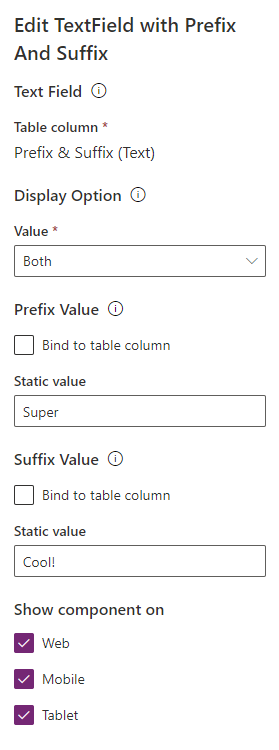 Edit TextField with Prefix
And Suffix
Text Field
Table column *
Prefix & Suffix (Text)
Display Option
Value *
Both
Prefix Value
Bind to table column
Static value
Super
Suffix Value
Bind to table column
Static value
Cool!
Show component on
Web
Mobile
Tablet